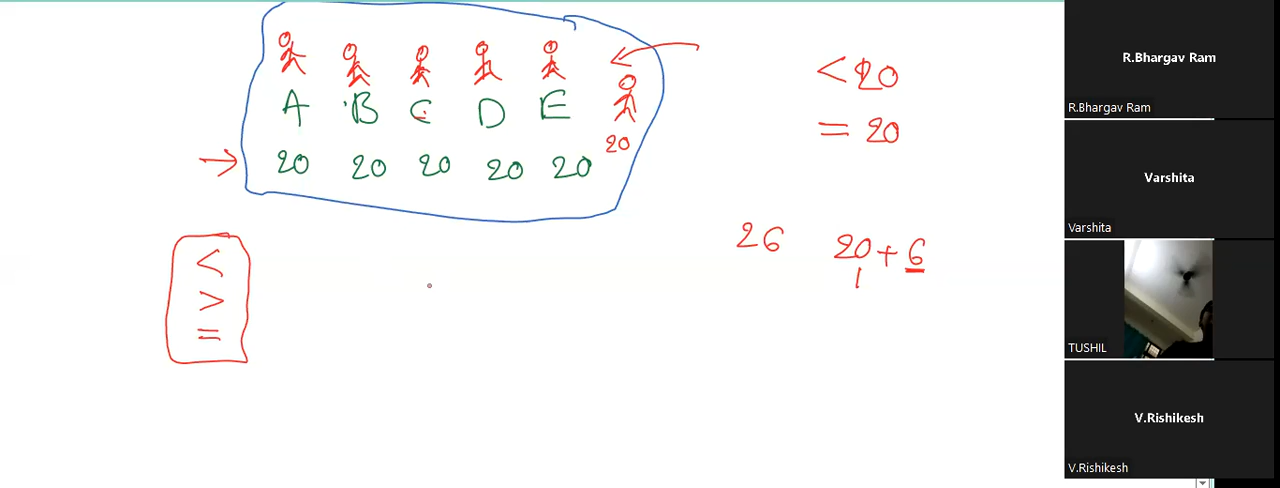 A B C D E
20
20 20 20 20 20
< 20
= 20
26 20 + 6
1
<
>
=
R.Bhargav Ram
R.Bhargav Ram
Varshita
Varshita
TUSHIL
V.Rishikesh
V.Rishikesh